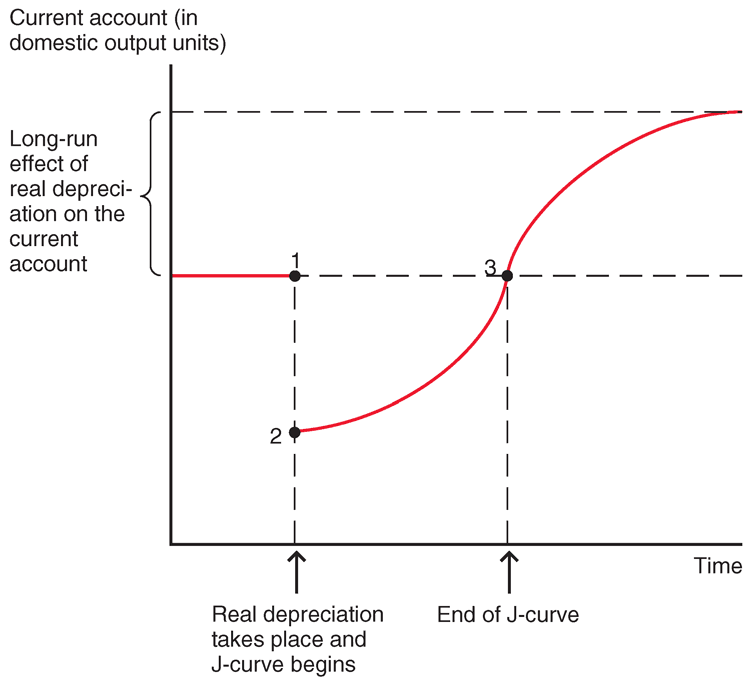 Current account (in
domestic output units)
Long-run
effect of
real depreci-
ation on the
current
account
1
3
2
Time
Real depreciation
takes place and
J-curve begins
End of J-curve